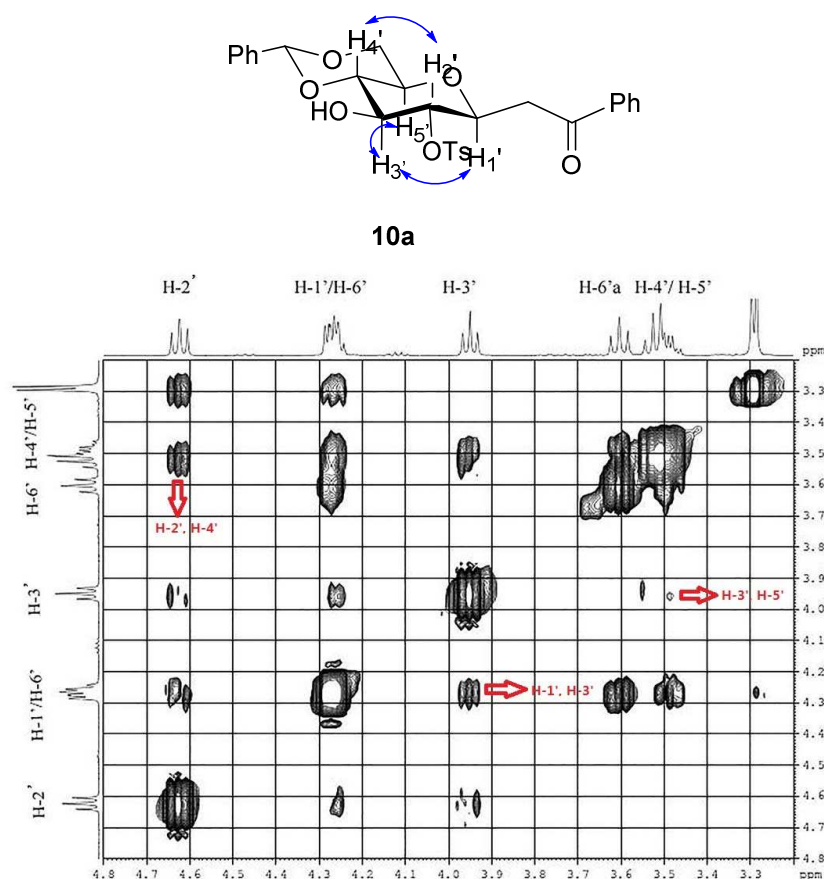 H4'
H2'
Ph
O
O
O
HO
H5'
OTs
H3'
H1'
Ph
O
10a
H-2' H-1'/H-6' H-3' H-6'a H-4'/ H-5'
ppm
H-4'/H-5'
H-6'
H-3'
H-1'/H-6'
H-2'
H-2', H-4'
H-3' H-5'
H-1', H-3'
3.3
3.4
3.5
3.6
3.7
3.8
3.9
4.0
4.1
4.2
4.3
4.4
4.5
4.6
4.7
4.8
4.8 4.7 4.6 4.5 4.4 4.3 4.2 4.1 4.0 3.9 3.8 3.7 3.6 3.5 3.4 3.3 ppm